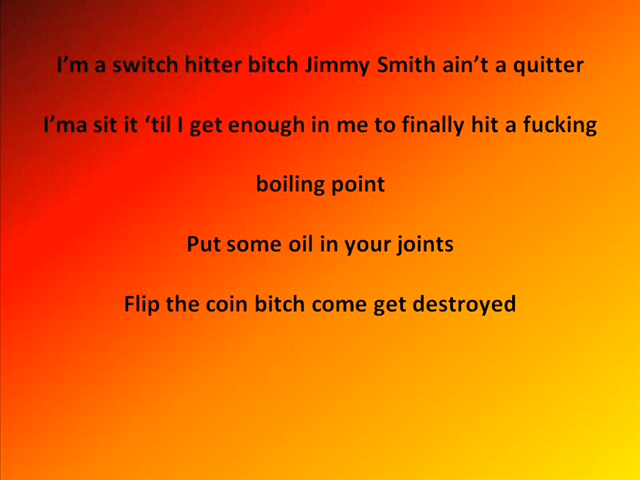 I’m a switch hitter bitch Jimmy Smith ain’t a quitter
I’ma sit it ‘til I get enough in me to finally hit a fucking
boiling point
Put some oil in your joints
Flip the coin bitch come get destroyed